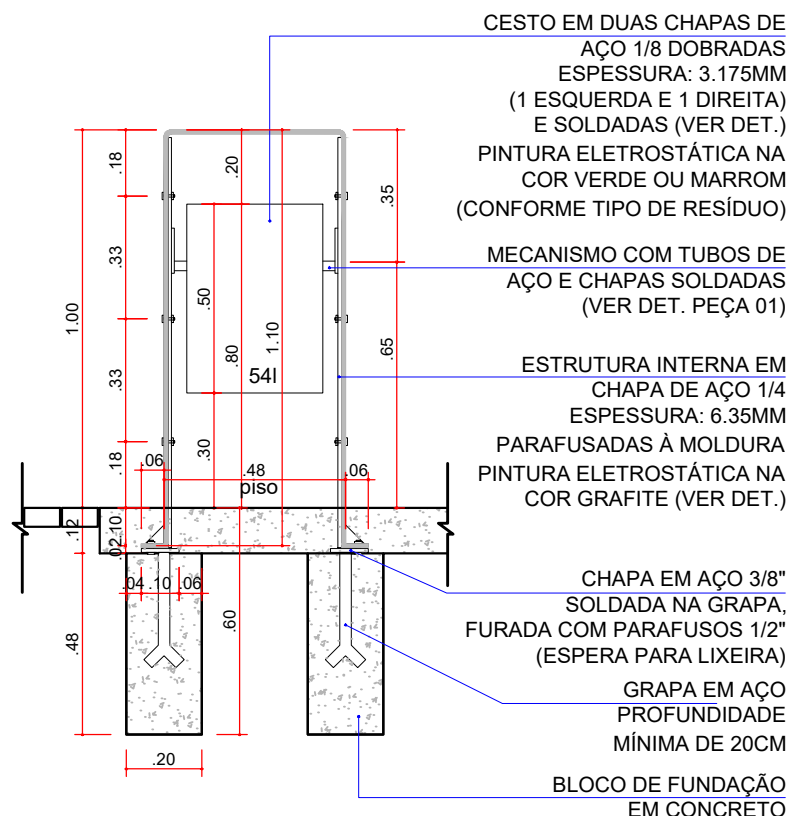 CESTO EM DUAS CHAPAS DE
AÇO 1/8 DOBRADAS
ESPESSURA: 3.175MM
(1 ESQUERDA E 1 DIREITA)
E SOLDADAS (VER DET.)
PINTURA ELETROSTÁTICA NA
COR VERDE OU MARROM
(CONFORME TIPO DE RESÍDUO)
MECANISMO COM TUBOS DE
AÇO E CHAPAS SOLDADAS
(VER DET. PEÇA 01)
ESTRUTURA INTERNA EM
CHAPA DE AÇO 1/4
ESPESSURA: 6.35MM
PARAFUSADAS À MOLDURA
PINTURA ELETROSTÁTICA NA
COR GRAFITE (VER DET.)
CHAPA EM AÇO 3/8"
SOLDADA NA GRAPA,
FURADA COM PARAFUSOS 1/2"
(ESPERA PARA LIXEIRA)
GRAPA EM AÇO
PROFUNDIDADE
MÍNIMA DE 20CM
BLOCO DE FUNDAÇÃO
EM CONCRETO
.18
.20
.35
.33
.50
1.00
.80
1.10
.65
54l
.33
.30
.18
.06
.48
.06
piso
.12
.10
.02
.04
.10
.06
.60
.48
.20